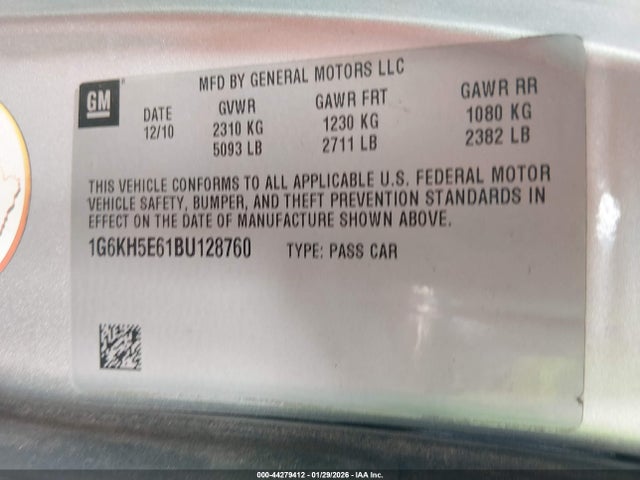 GM
MFD BY GENERAL MOTORS LLC
DATE GVWR GAWR FRT GAWR RR
12/10 2310 KG 1230 KG 1080 KG
5093 LB 2711 LB 2382 LB
THIS VEHICLE CONFORMS TO ALL APPLICABLE U.S. FEDERAL MOTOR
VEHICLE SAFETY, BUMPER, AND THEFT PREVENTION STANDARDS IN
EFFECT ON THE DATE OF MANUFACTURE SHOWN ABOVE.
1G6KH5E61BU128760 TYPE: PASS CAR
000-44279412 - 01/29/2026 - IAA Inc.